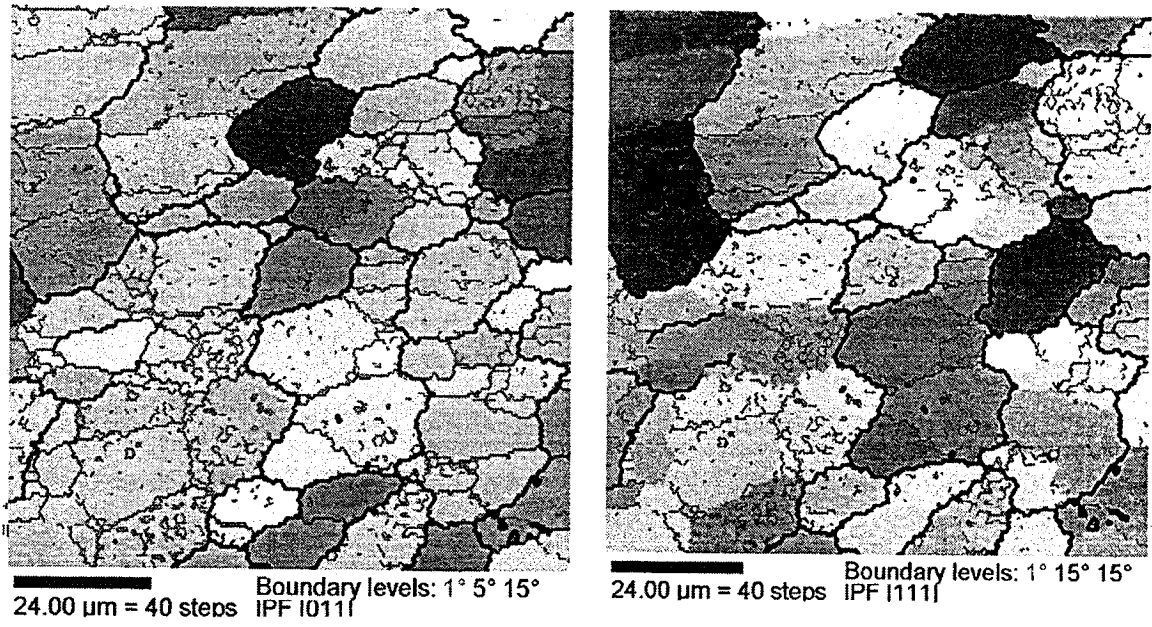 Boundary levels: 1° 5° 15°
24.00 µm = 40 steps IPF [011]
Boundary levels: 1° 15° 15°
24.00 µm = 40 steps IPF [111]